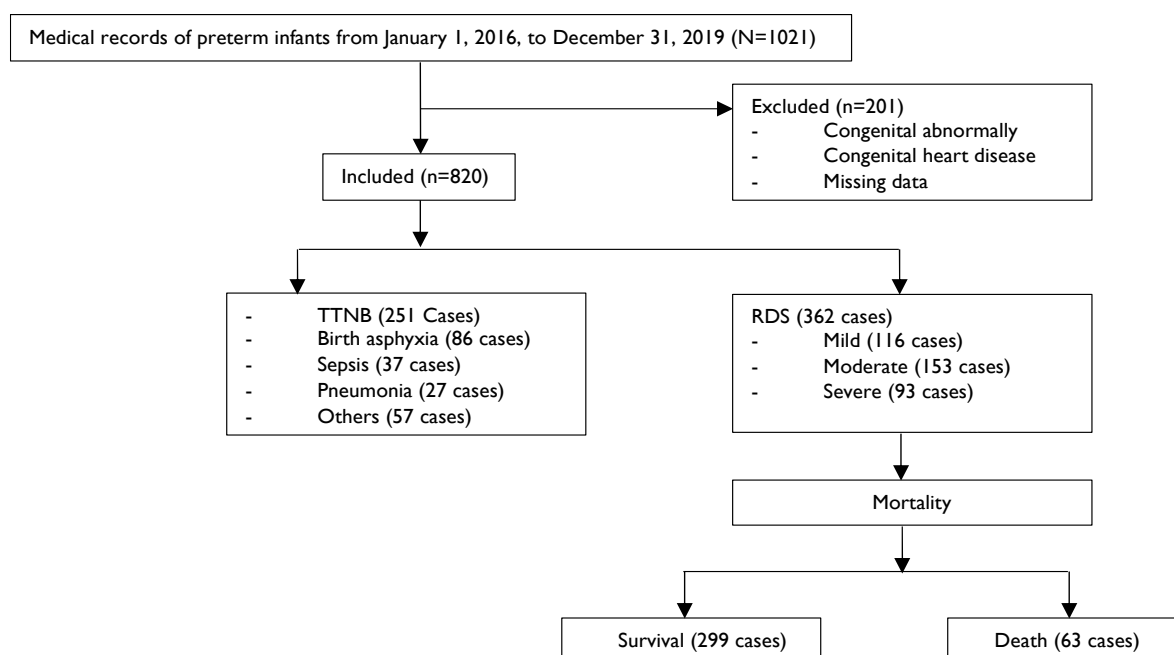 Medical records of preterm infants from January 1, 2016, to December 31, 2019 (N=1021)
Excluded (n=201)
- Congenital abnormally
- Congenital heart disease
- Missing data
Included (n=820)
- TTNB (251 Cases)
- Birth asphyxia (86 cases)
- Sepsis (37 cases)
- Pneumonia (27 cases)
- Others (57 cases)
RDS (362 cases)
- Mild (116 cases)
- Moderate (153 cases)
- Severe (93 cases)
Mortality
Survival (299 cases)
Death (63 cases)